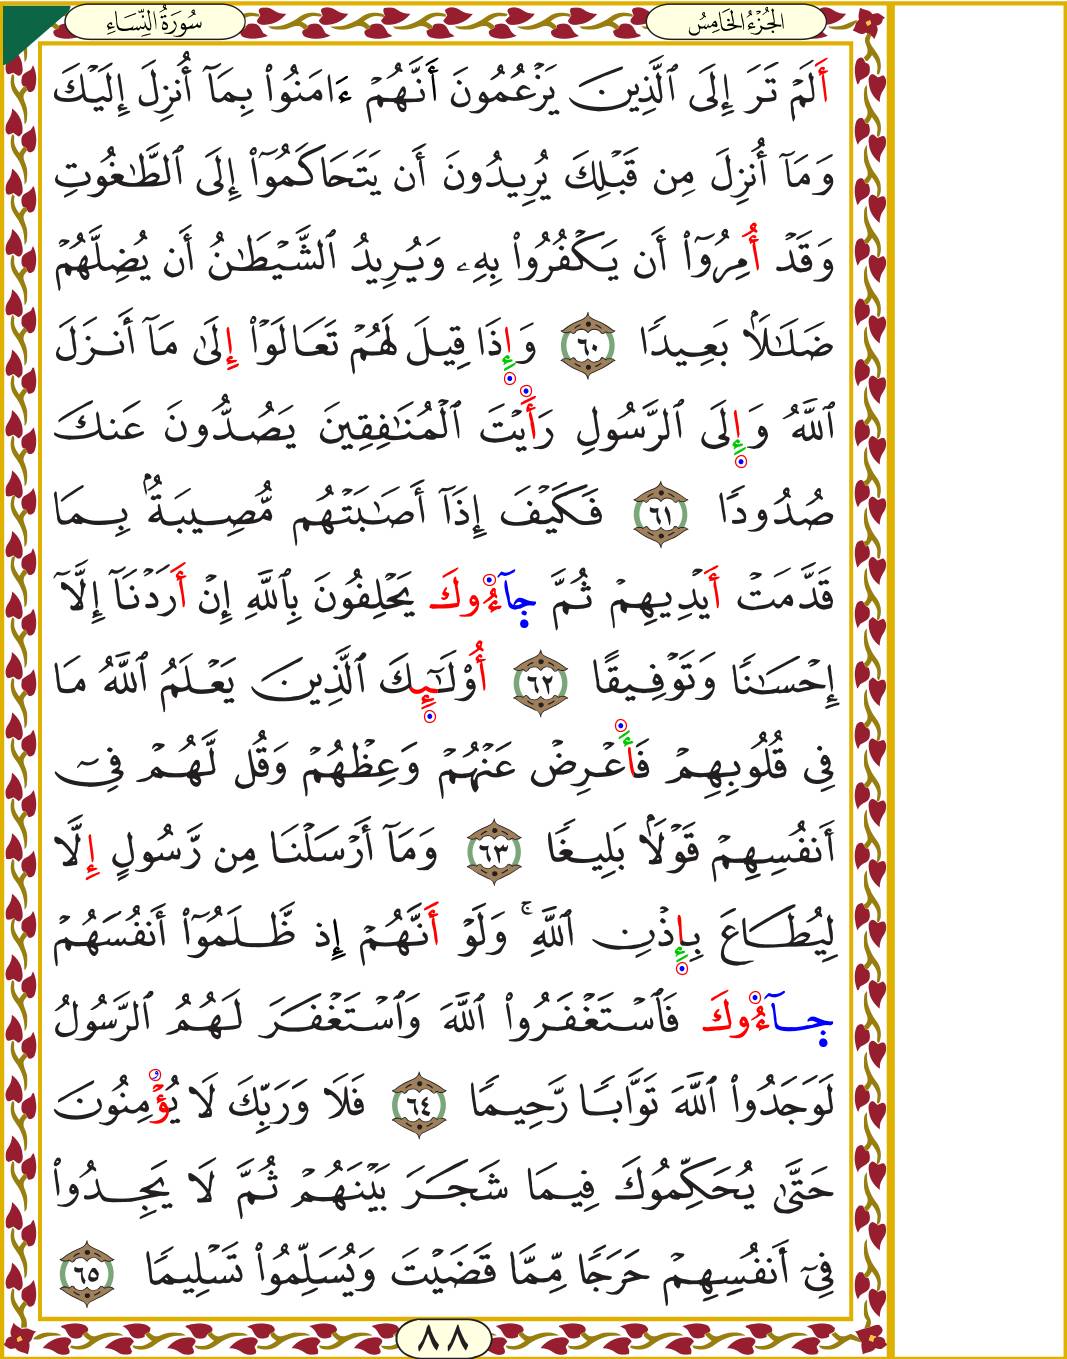 سُورَةُ النِّسَاءِ
الجُزْءُ الخَامِسُ
أَلَمْ تَرَ إِلَى ٱلَّذِينَ يَزْعُمُونَ أَنَّهُمْ ءَامَنُوا۟ بِمَآ أُنزِلَ إِلَيْكَ
وَمَآ أُنزِلَ مِن قَبْلِكَ يُرِيدُونَ أَن يَتَحَاكَمُوٓا۟ إِلَى ٱلطَّٰغُوتِ
وَقَدْ أُمِرُوٓا۟ أَن يَكْفُرُوا۟ بِهِۦ وَيُرِيدُ ٱلشَّيْطَٰنُ أَن يُضِلَّهُمْ
ضَلَٰلًۢا بَعِيدًا ٦٠ وَإِذَا قِيلَ لَهُمْ تَعَالَوْا۟ إِلَىٰ مَآ أَنزَلَ
ٱللَّهُ وَإِلَى ٱلرَّسُولِ رَأَيْتَ ٱلْمُنَٰفِقِينَ يَصُدُّونَ عَنكَ
صُدُودًا ٦١ فَكَيْفَ إِذَآ أَصَٰبَتْهُم مُّصِيبَةٌۢ بِمَا
قَدَّمَتْ أَيْدِيهِمْ ثُمَّ جَآءُوكَ يَحْلِفُونَ بِٱللَّهِ إِنْ أَرَدْنَآ إِلَّآ
إِحْسَٰنًا وَتَوْفِيقًا ٦٢ أُو۟لَٰٓئِكَ ٱلَّذِينَ يَعْلَمُ ٱللَّهُ مَا
فِى قُلُوبِهِمْ فَأَعْرِضْ عَنْهُمْ وَعِظْهُمْ وَقُل لَّهُمْ فِىٓ
أَنفُسِهِمْ قَوْلًۢا بَلِيغًا ٦٣ وَمَآ أَرْسَلْنَا مِن رَّسُولٍ إِلَّا
لِيُطَاعَ بِإِذْنِ ٱللَّهِ ۚ وَلَوْ أَنَّهُمْ إِذ ظَّلَمُوٓا۟ أَنفُسَهُمْ
جَآءُوكَ فَٱسْتَغْفَرُوا۟ ٱللَّهَ وَٱسْتَغْفَرَ لَهُمُ ٱلرَّسُولُ
لَوَجَدُوا۟ ٱللَّهَ تَوَّابًا رَّحِيمًا ٦٤ فَلَا وَرَبِّكَ لَا يُؤْمِنُونَ
حَتَّىٰ يُحَكِّمُوكَ فِيمَا شَجَرَ بَيْنَهُمْ ثُمَّ لَا يَجِدُوا۟
فِىٓ أَنفُسِهِمْ حَرَجًا مِّمَّا قَضَيْتَ وَيُسَلِّمُوا۟ تَسْلِيمًا ٦٥
٨٨